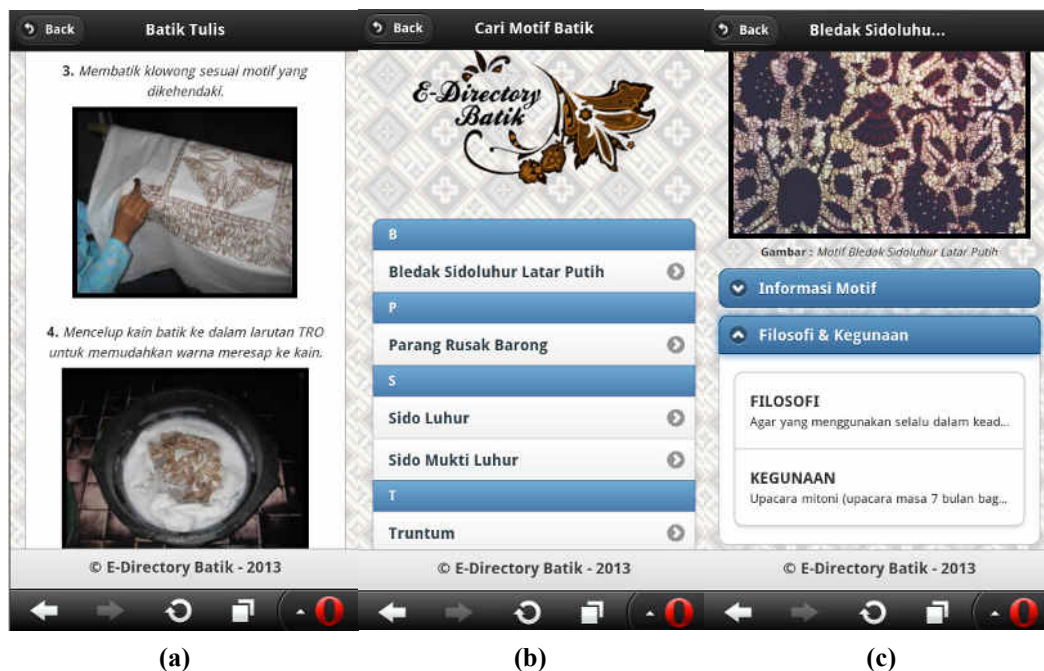 Back
Batik Tulis
3. Membatik klowong sesuai motif yang
dikehendaki.
4. Mencelup kain batik ke dalam larutan TRO
untuk memudahkan warna meresap ke kain.
© E-Directory Batik - 2013
(a)
Back
Cari Motif Batik
E-Directory
Batik
B
Bledak Sidoluhur Latar Putih
P
Parang Rusak Barong
S
Sido Luhur
Sido Mukti Luhur
T
Truntum
© E-Directory Batik - 2013
(b)
Back
Bledak Sidoluhu...
Gambar : Motif Bledak Sidoluhur Latar Putih
Informasi Motif
Filosofi & Kegunaan
FILOSOFI
Agar yang menggunakan selalu dalam kead...
KEGUNAAN
Upacara mitoni (upacara masa 7 bulan bag...
© E-Directory Batik - 2013
(c)